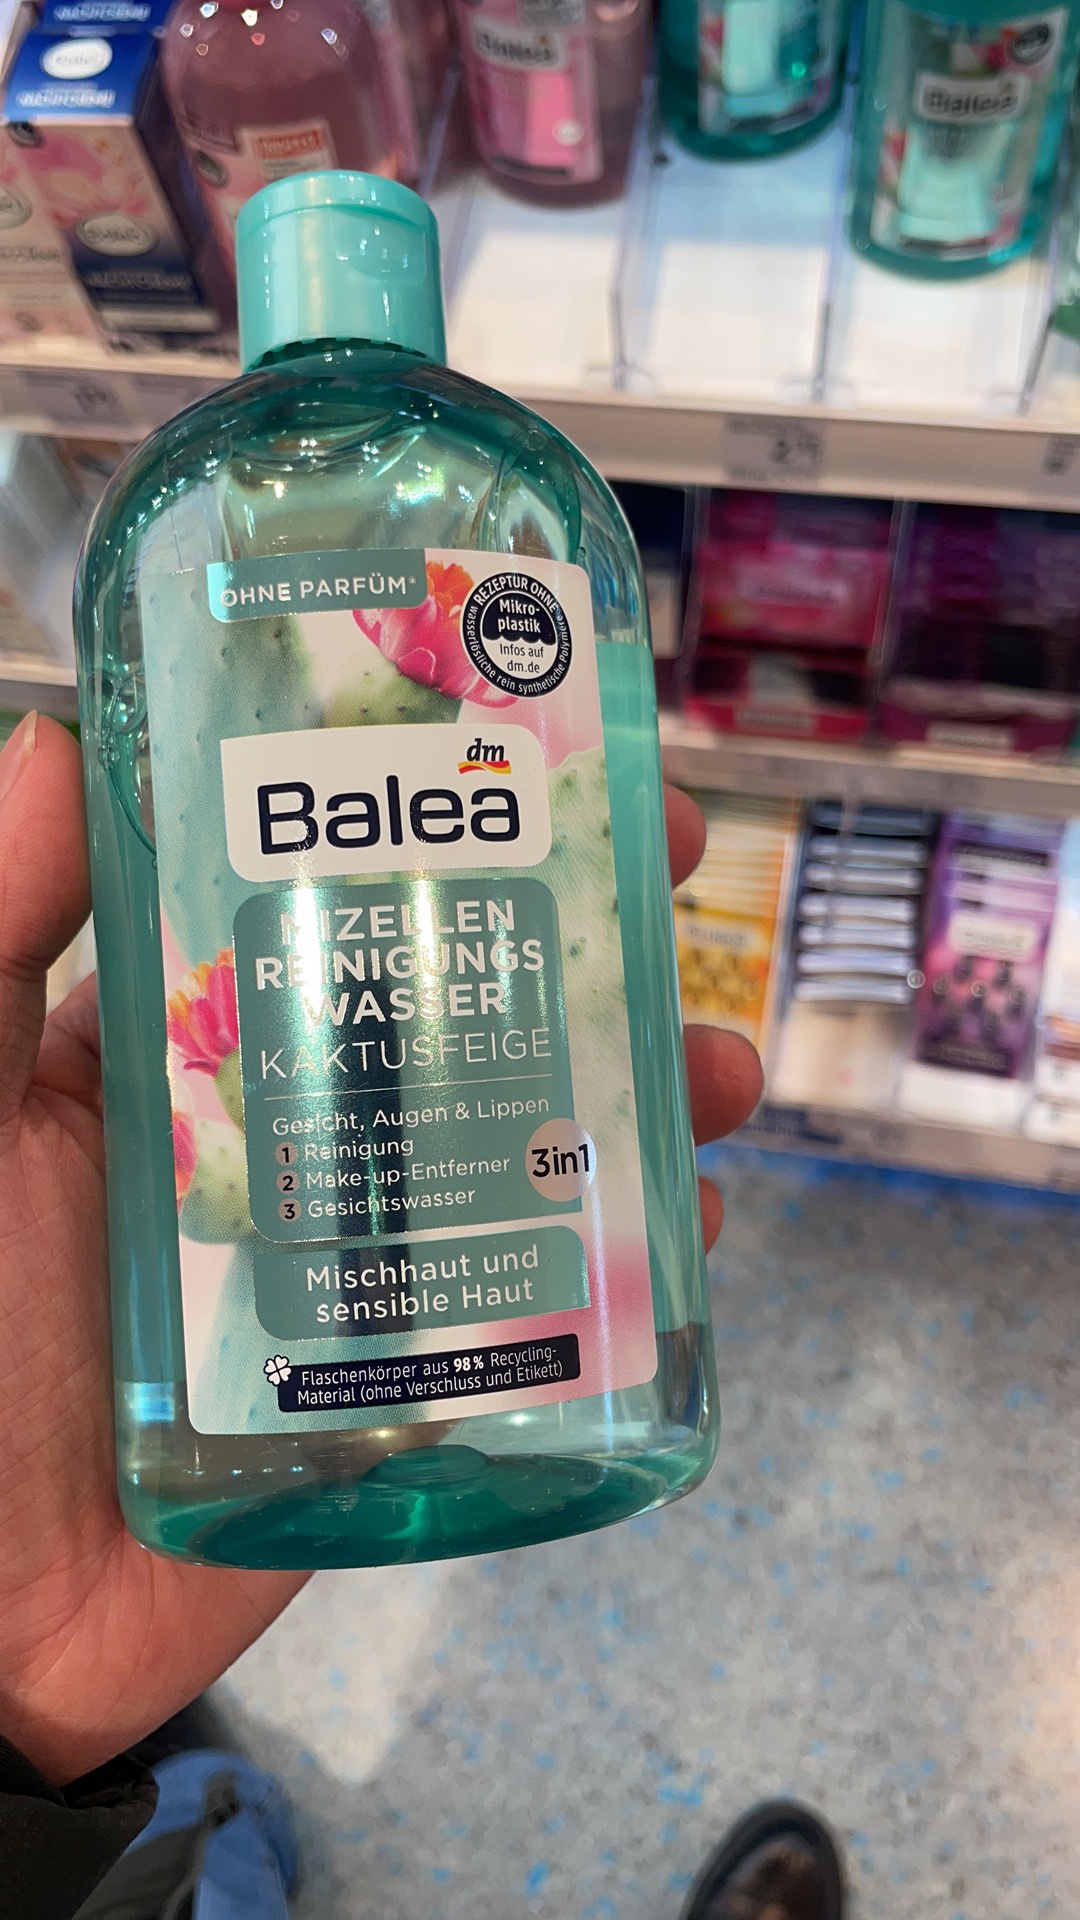 Balea
OHNE PARFÜM*
REZEPTUR OHNE
Mikro-
plastik
Infos auf
dm.de
wasserlösliche rein synthetische Polymere
dm
Balea
MIZELLEN
REINIGUNGS
WASSER
KAKTUSFEIGE
Gesicht, Augen & Lippen
1 Reinigung
2 Make-up-Entferner
3 Gesichtswasser
3in1
Mischhaut und
sensible Haut
Flaschenkörper aus 98% Recycling-
Material (ohne Verschluss und Etikett)